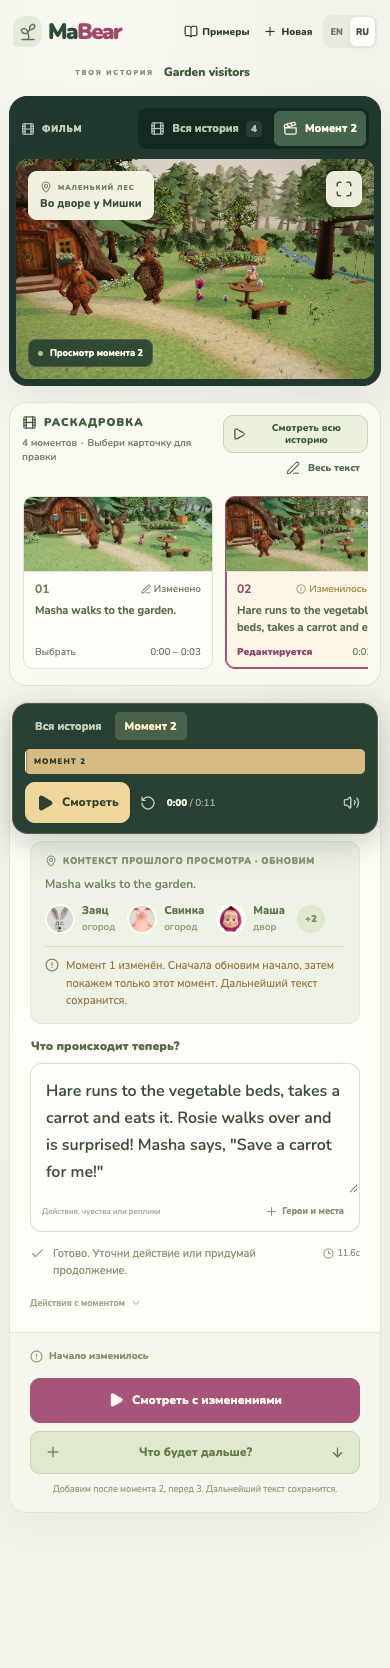 MaBear
Примеры
Новая
EN
RU
ТВОЯ ИСТОРИЯ
Garden visitors
ФИЛЬМ
Вся история 4
Момент 2
МАЛЕНЬКИЙ ЛЕС
Во дворе у Мишки
Просмотр момента 2
РАСКАДРОВКА
4 моментов · Выбери карточку для
правки
Смотреть всю
историю
Весь текст
01
Изменено
Masha walks to the garden.
Выбрать
0:00 – 0:03
02
Изменилось
Hare runs to the vegetabl
beds, takes a carrot and e
Редактируется
0:0
Вся история
Момент 2
МОМЕНТ 2
Смотреть
0:00 / 0:11
КОНТЕКСТ ПРОШЛОГО ПРОСМОТРА · ОБНОВИМ
Masha walks to the garden.
Заяц
огород
Свинка
огород
Маша
двор
+2
Момент 1 изменён. Сначала обновим начало, затем
покажем только этот момент. Дальнейший текст
сохранится.
Что происходит теперь?
Hare runs to the vegetable beds, takes a
carrot and eats it. Rosie walks over and
is surprised! Masha says, "Save a carrot
for me!"
Действия, чувства или реплики
Герои и места
Готово. Уточни действие или придумай
продолжение.
11.6с
Действия с моментом
Начало изменилось
Смотреть с изменениями
Что будет дальше?
Добавим после момента 2, перед 3. Дальнейший текст сохранится.